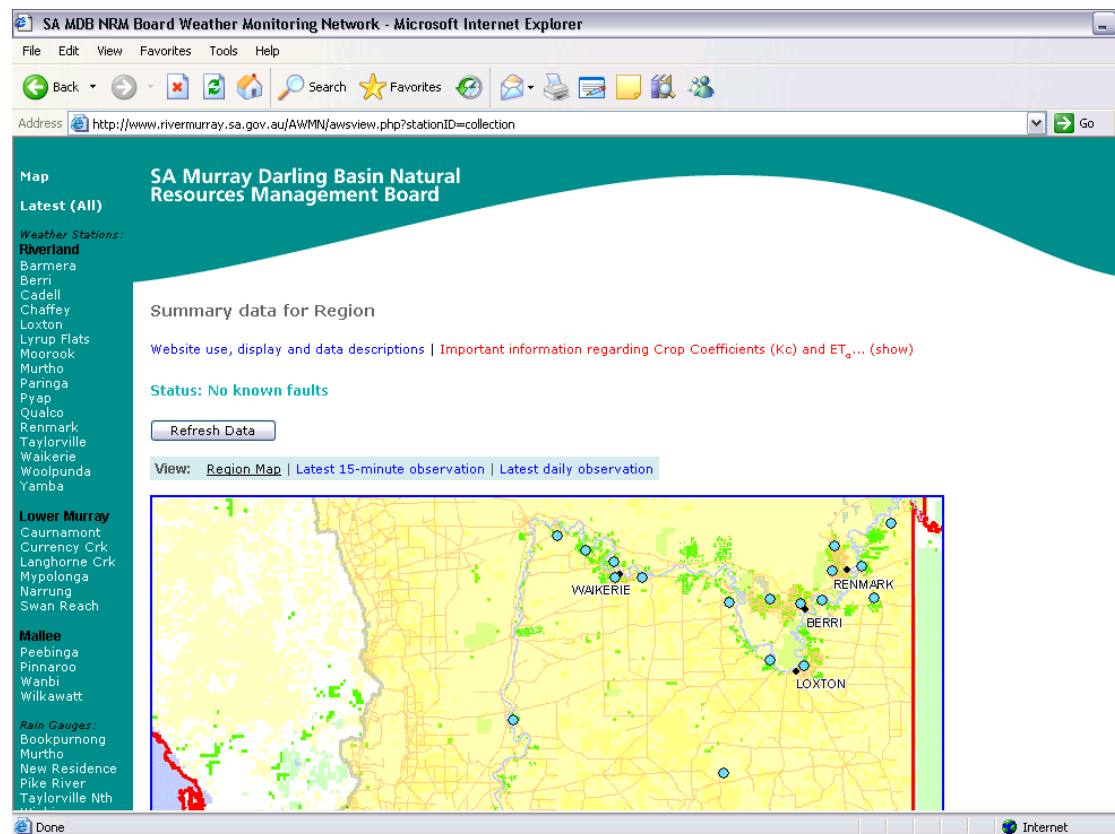 SA MDB NRM Board Weather Monitoring Network - Microsoft Internet Explorer
File Edit View Favorites Tools Help
Back Search Favorites
Address http://www.rivermurray.sa.gov.au/AWMN/awsview.php?stationID=collection Go
Map
Latest (All)
Weather Stations:
Riverland
Barmera
Berri
Cadell
Chaffey
Loxton
Lyrup Flats
Moorook
Murtho
Paringa
Pyap
Qualco
Renmark
Taylorville
Waikerie
Woolpunda
Yamba
Lower Murray
Caurnamont
Currency Crk
Langhorne Crk
Mypolonga
Narrung
Swan Reach
Mallee
Peebinga
Pinnaroo
Wanbi
Wilkawatt
Rain Gauges:
Bookpurnong
Murtho
New Residence
Pike River
Taylorville Nth
SA Murray Darling Basin Natural
Resources Management Board
Summary data for Region
Website use, display and data descriptions | Important information regarding Crop Coefficients (Kc) and ETa... (show)
Status: No known faults
Refresh Data
View: Region Map | Latest 15-minute observation | Latest daily observation
WAIKERIE
RENMARK
BERRI
LOXTON
Done Internet